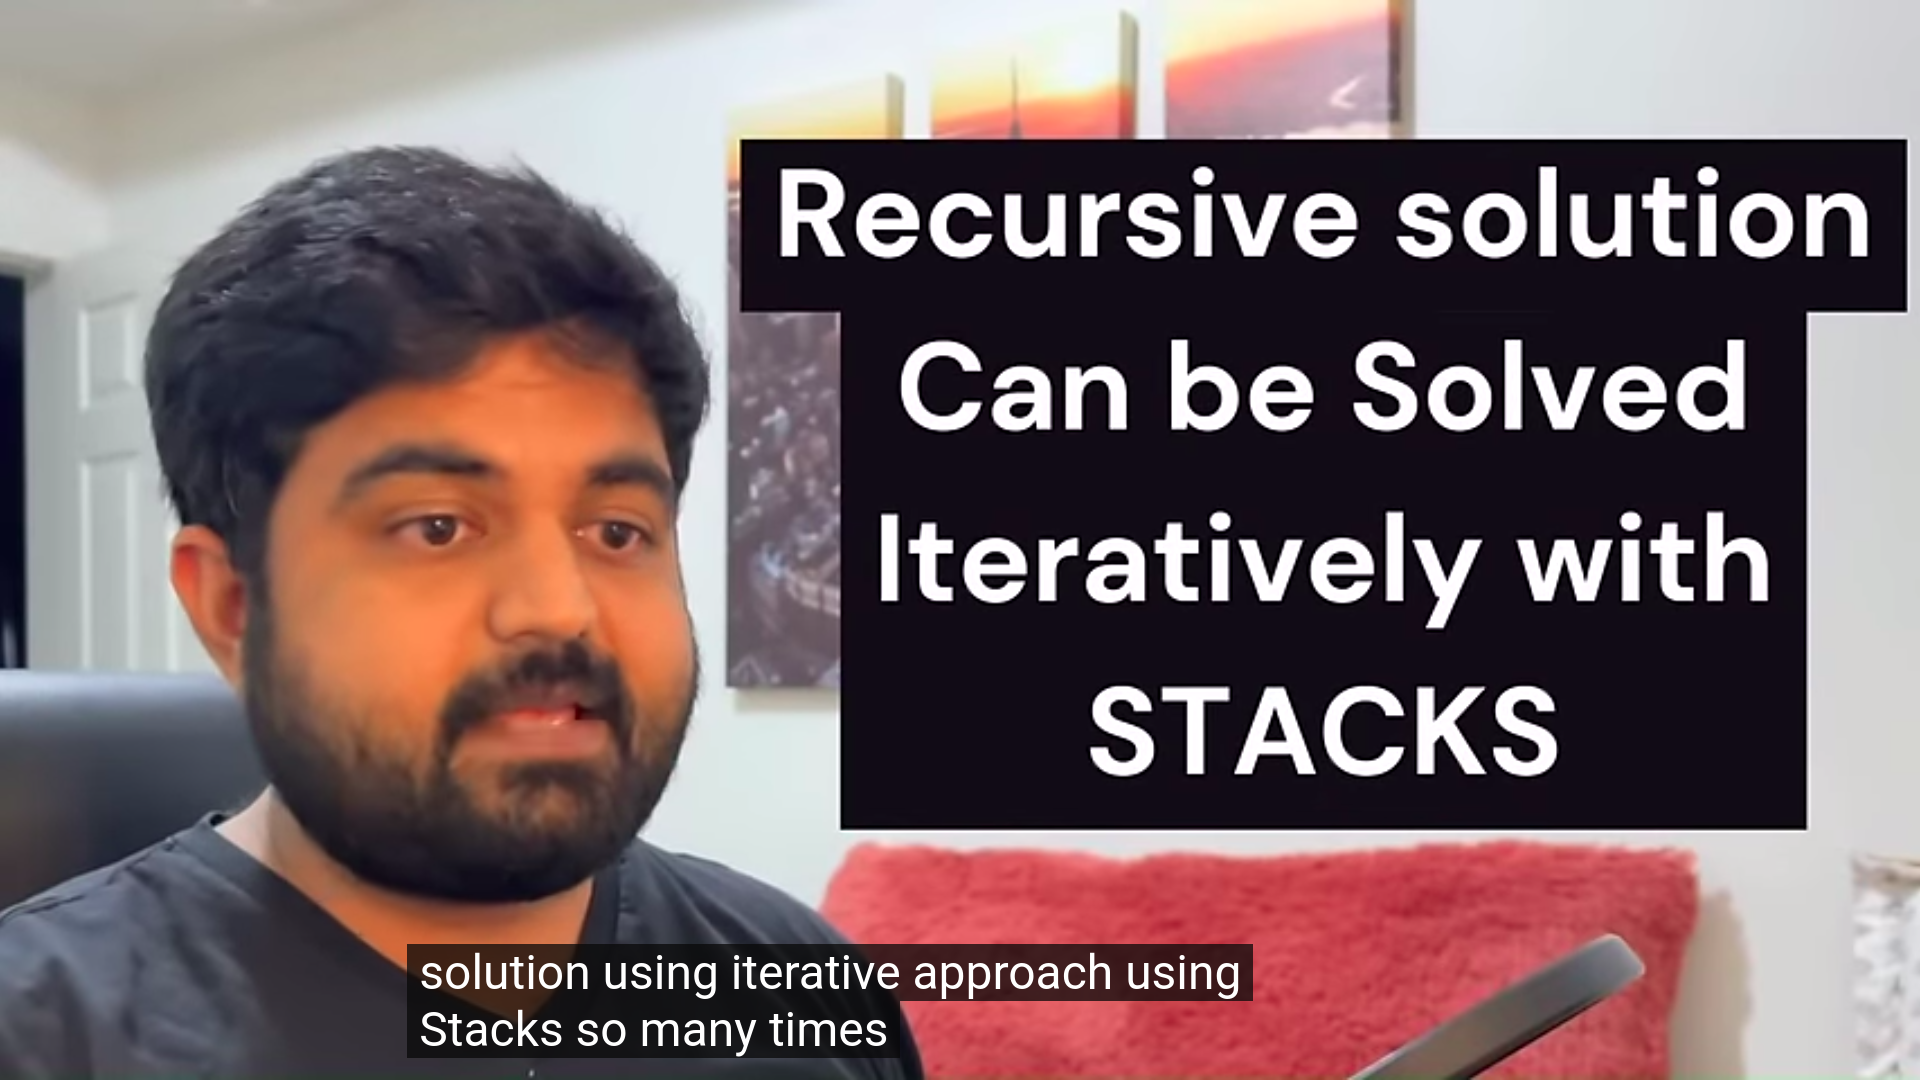 Recursive solution
Can be Solved
Iteratively with
STACKS
solution using iterative approach using
Stacks so many times